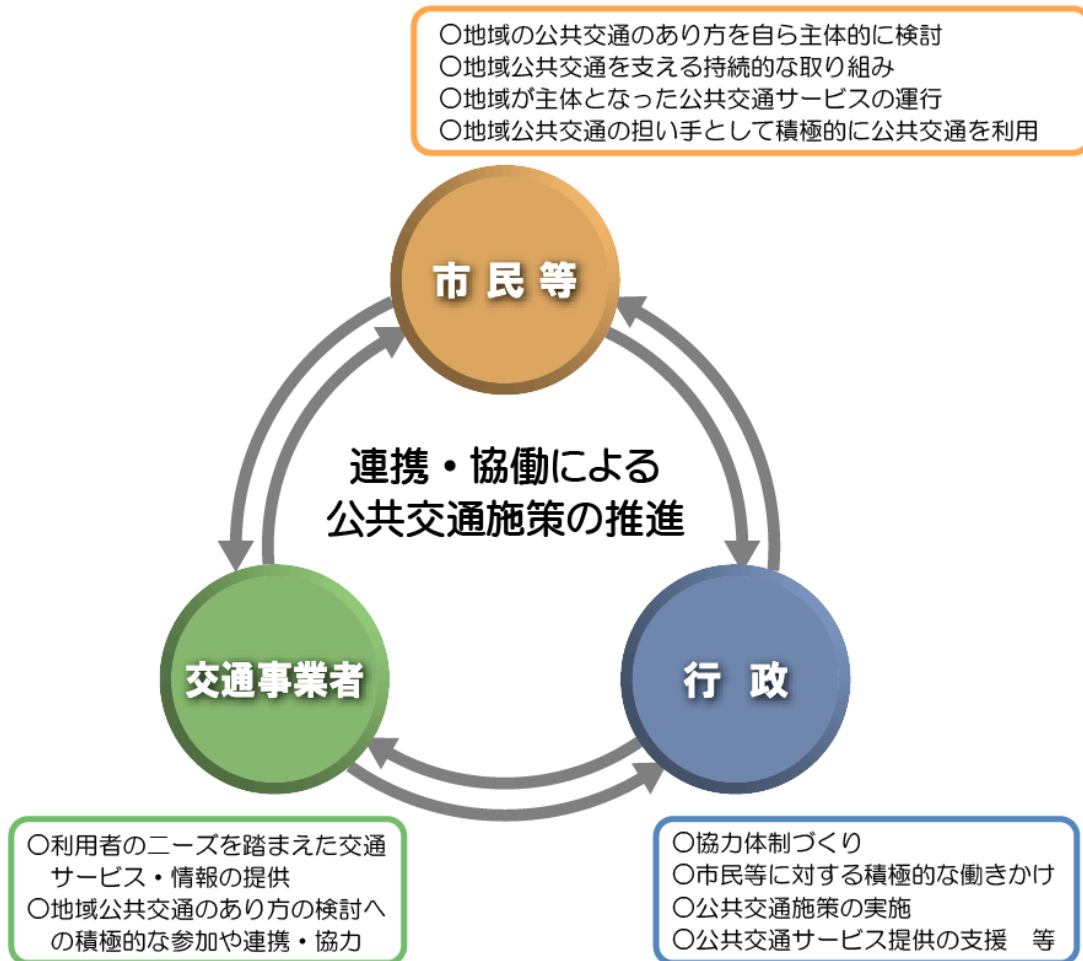 ○地域の公共交通のあり方を自ら主体的に検討
○地域公共交通を支える持続的な取り組み
○地域が主体となった公共交通サービスの運行
○地域公共交通の担い手として積極的に公共交通を利用
市民等
連携・協働による
公共交通施策の推進
交通事業者
行政
○利用者のニーズを踏まえた交通
サービス・情報の提供
○地域公共交通のあり方の検討へ
の積極的な参加や連携・協力
○協力体制づくり
○市民等に対する積極的な働きかけ
○公共交通施策の実施
○公共交通サービス提供の支援　等